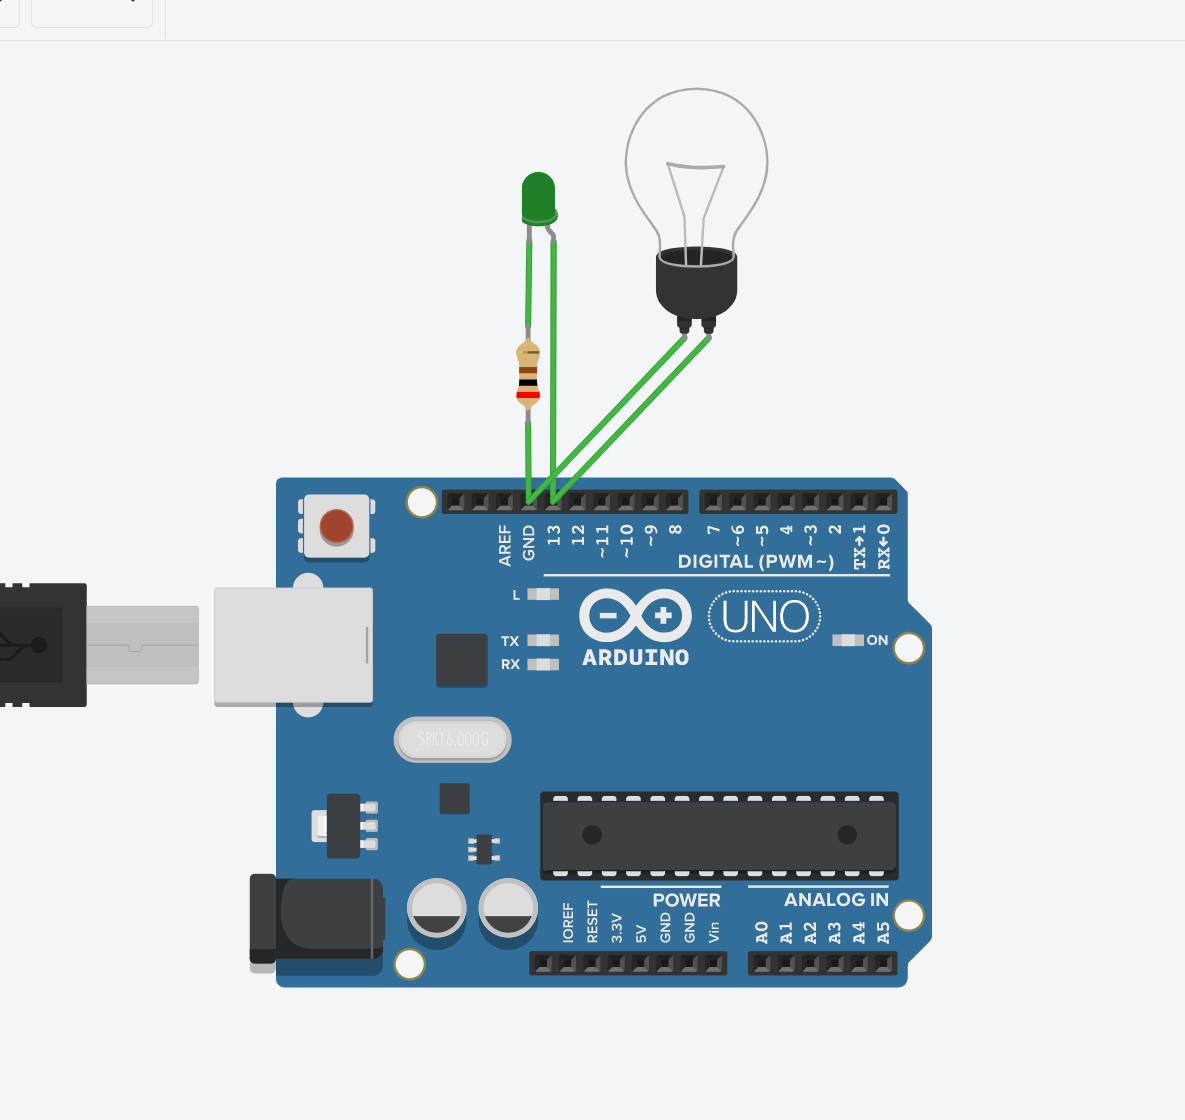 AREF
GND
13
12
~11
~10
~9
8
7
~6
~5
4
~3
2
TX→1
RX←0
DIGITAL (PWM~)
L
TX
RX
ARDUINO
UNO
ON
SPK16.000G
POWER
ANALOG IN
IOREF
RESET
3.3V
5V
GND
GND
Vin
A0
A1
A2
A3
A4
A5